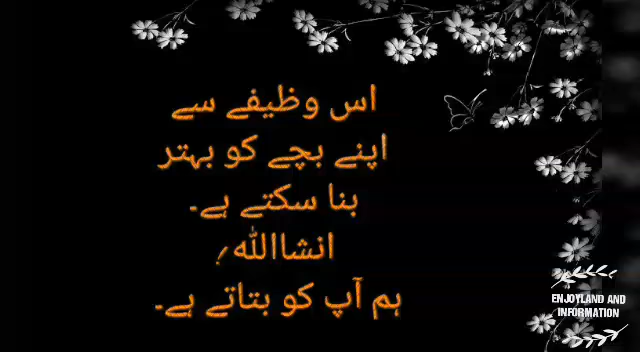 اس وظیفے سے
اپنے بچے کو بہتر
بنا سکتے ہے۔
انشااللہ؍
ہم آپ کو بتاتے ہے۔
ENJOYLAND AND
INFORMATION